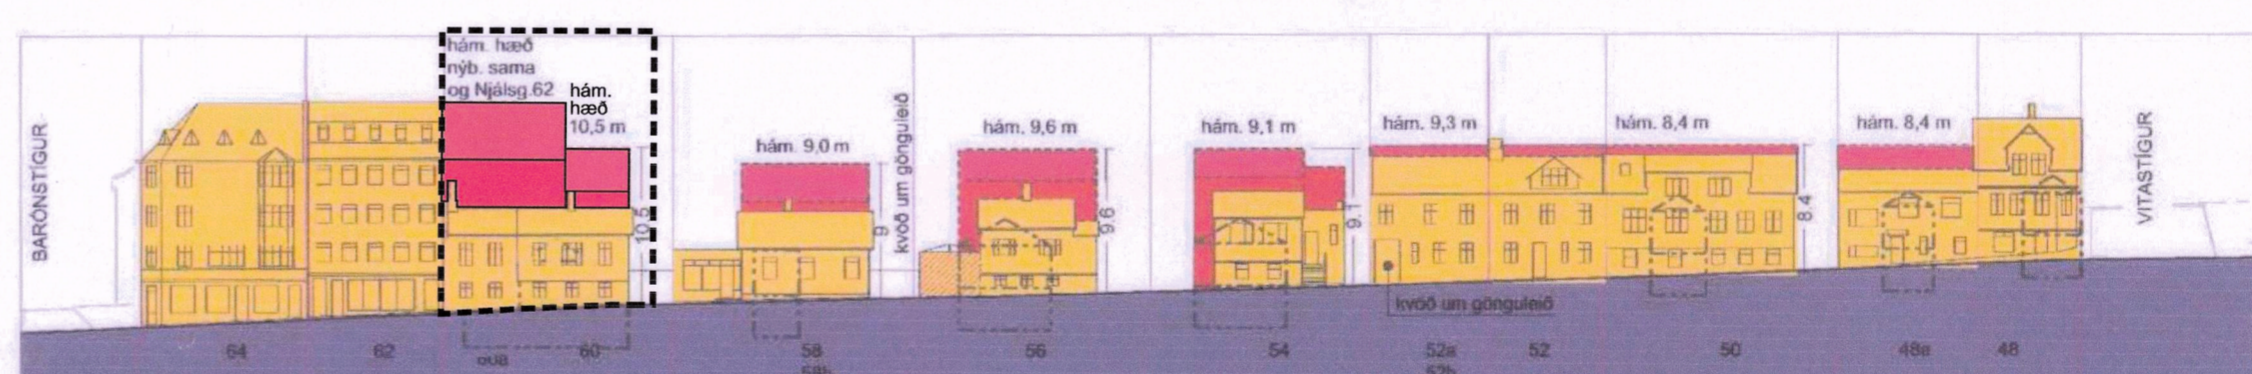 BARÓNSTÍGUR
hám. hæð
nýb. sama
og Njálsg.62
hám.
hæð
10,5 m
10.5
hám. 9,0 m
9
kvöð um gönguleið
hám. 9,6 m
9.6
hám. 9,1 m
9.1
hám. 9,3 m
hám. 8,4 m
8.4
hám. 8,4 m
VITASTÍGUR
kvöð um gönguleið
64
62
60
58
56
54
52a
52
50
48a
48
58b
52b